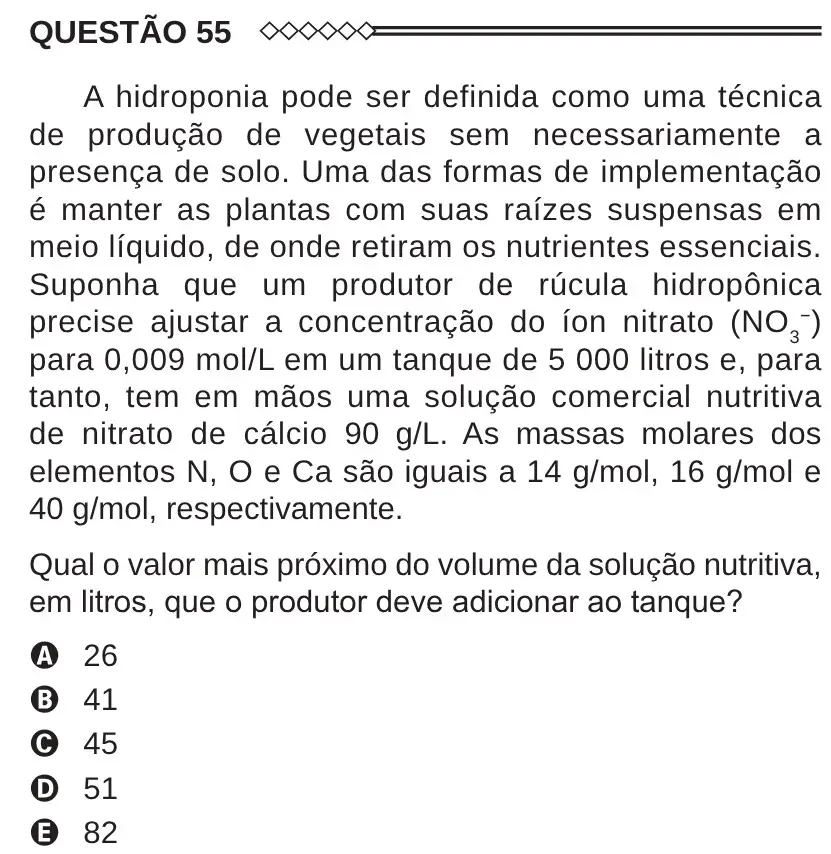 QUESTÃO 55
A hidroponia pode ser definida como uma técnica
de produção de vegetais sem necessariamente a
presença de solo. Uma das formas de implementação
é manter as plantas com suas raízes suspensas em
meio líquido, de onde retiram os nutrientes essenciais.
Suponha que um produtor de rúcula hidropônica
precise ajustar a concentração do íon nitrato (NO₃⁻)
para 0,009 mol/L em um tanque de 5 000 litros e, para
tanto, tem em mãos uma solução comercial nutritiva
de nitrato de cálcio 90 g/L. As massas molares dos
elementos N, O e Ca são iguais a 14 g/mol, 16 g/mol e
40 g/mol, respectivamente.
Qual o valor mais próximo do volume da solução nutritiva,
em litros, que o produtor deve adicionar ao tanque?
A 26
B 41
C 45
D 51
E 82